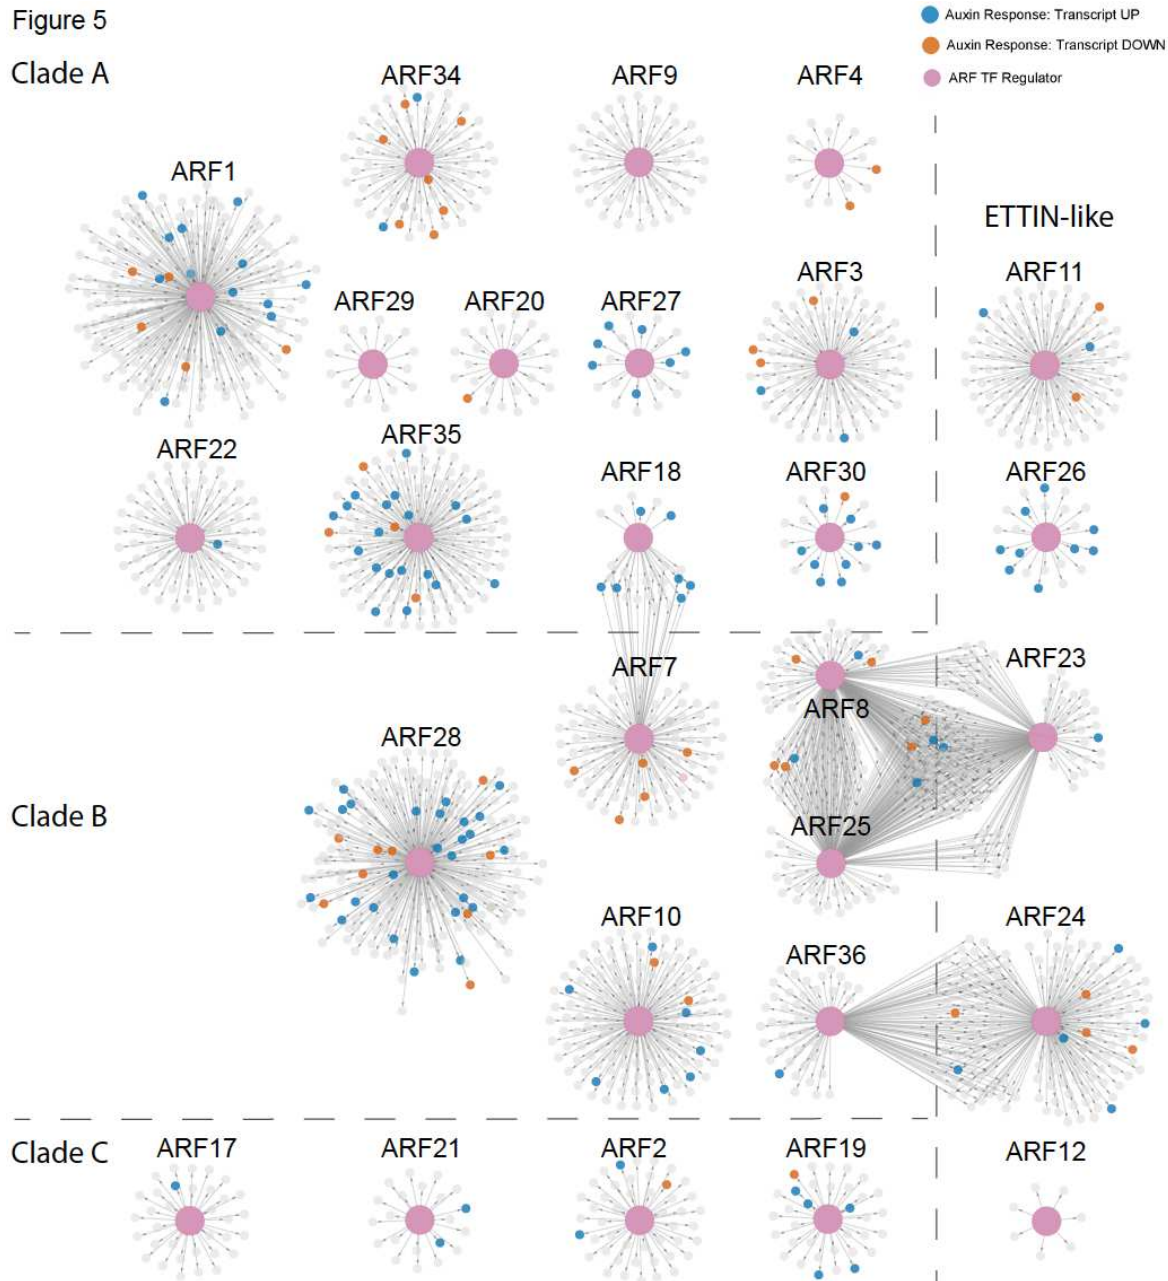 Figure 5
Auxin Response: Transcript UP
Auxin Response: Transcript DOWN
ARF TF Regulator
Clade A
ARF34
ARF9
ARF4
ARF1
ETTIN-like
ARF29
ARF20
ARF27
ARF3
ARF11
ARF22
ARF35
ARF18
ARF30
ARF26
Clade B
ARF28
ARF7
ARF8
ARF23
ARF25
ARF10
ARF36
ARF24
Clade C
ARF17
ARF21
ARF2
ARF19
ARF12